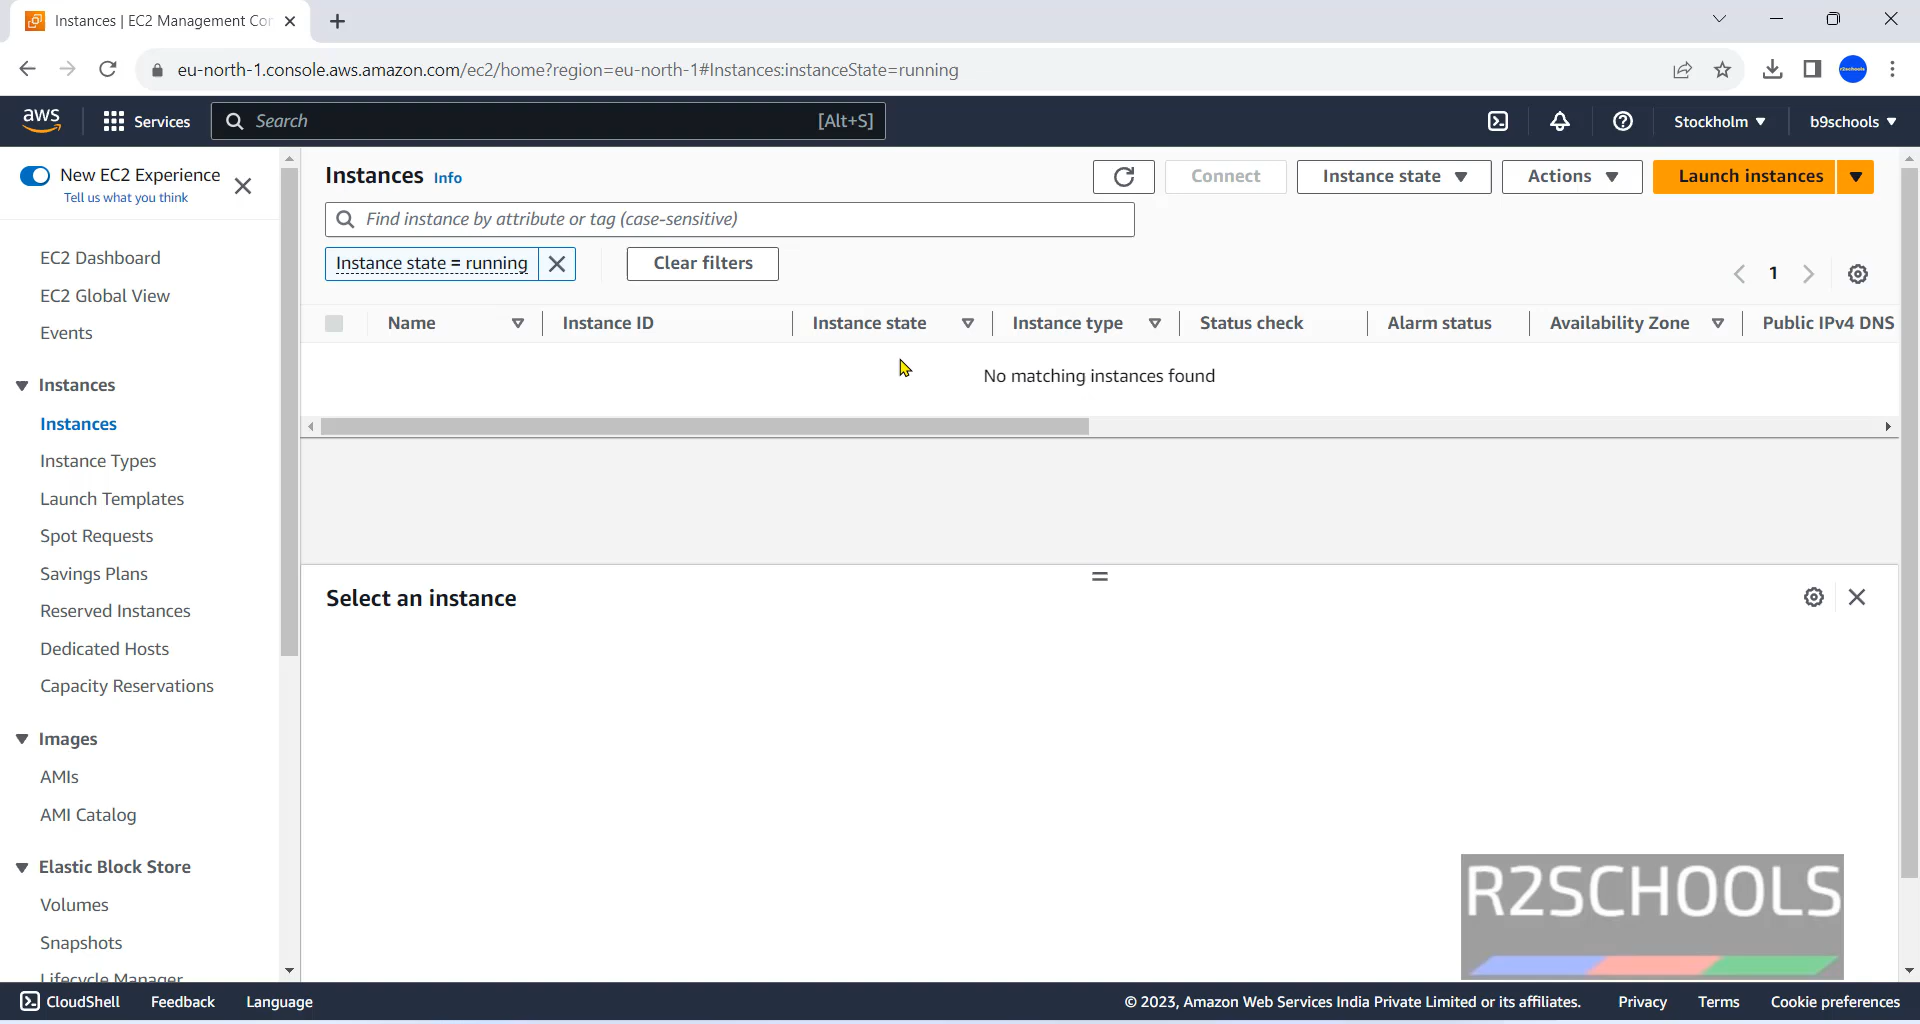 Instances | EC2 Management Cor
eu-north-1.console.aws.amazon.com/ec2/home?region=eu-north-1#Instances:instanceState=running
r2schools
aws
Services
Search
[Alt+S]
Stockholm
b9schools
New EC2 Experience
Tell us what you think
EC2 Dashboard
EC2 Global View
Events
Instances
Instances
Instance Types
Launch Templates
Spot Requests
Savings Plans
Reserved Instances
Dedicated Hosts
Capacity Reservations
Images
AMIs
AMI Catalog
Elastic Block Store
Volumes
Snapshots
Lifecycle Manager
Instances Info
Connect
Instance state
Actions
Launch instances
Find instance by attribute or tag (case-sensitive)
Instance state = running
Clear filters
1
Name
Instance ID
Instance state
Instance type
Status check
Alarm status
Availability Zone
Public IPv4 DNS
No matching instances found
Select an instance
R2SCHOOLS
CloudShell
Feedback
Language
© 2023, Amazon Web Services India Private Limited or its affiliates.
Privacy
Terms
Cookie preferences